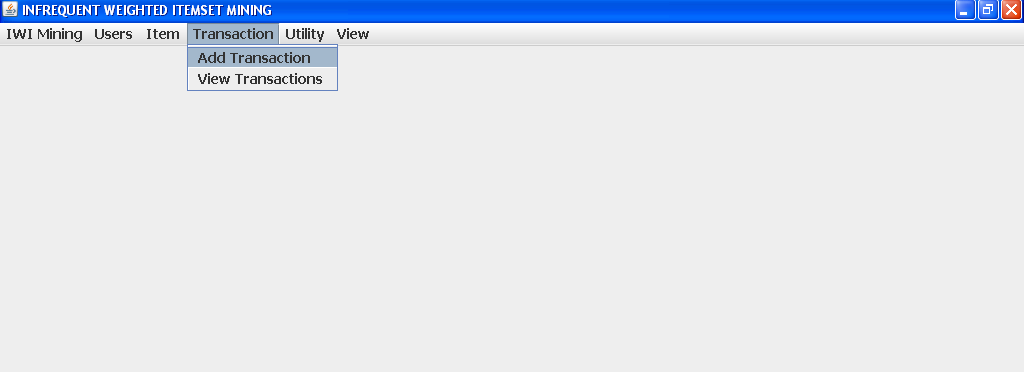 INFREQUENT WEIGHTED ITEMSET MINING
IWI Mining Users Item Transaction Utility View
Add Transaction
View Transactions